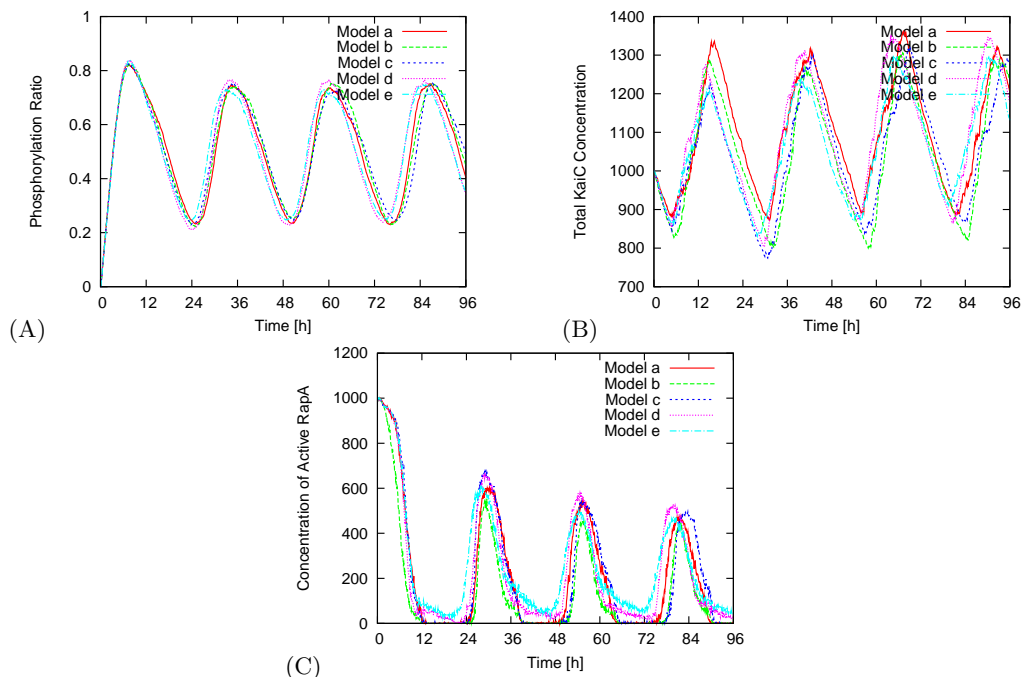 1
0.8
0.6
0.4
0.2
0
Phosphorylation Ratio
Model a
Model b
Model c
Model d
Model e
0 12 24 36 48 60 72 84 96
Time [h]
(A)
1400
1300
1200
1100
1000
900
800
700
Total KaiC Concentration
Model a
Model b
Model c
Model d
Model e
0 12 24 36 48 60 72 84 96
Time [h]
(B)
1200
1000
800
600
400
200
0
Concentration of Active RapA
Model a
Model b
Model c
Model d
Model e
0 12 24 36 48 60 72 84 96
Time [h]
(C)